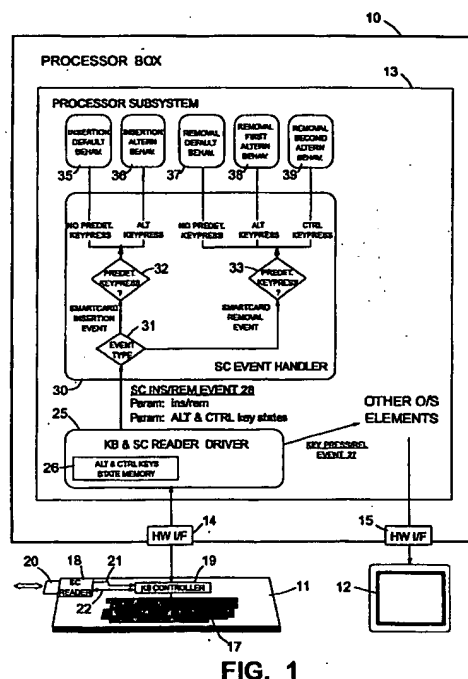 10
PROCESSOR BOX
13
PROCESSOR SUBSYSTEM
INSERTION DEFAULT BEHAV.
INSERTION ALTERN BEHAV.
REMOVAL DEFAULT BEHAV.
REMOVAL FIRST ALTERN BEHAV.
REMOVAL SECOND ALTERN BEHAV.
35
36
37
38
39
NO PREDET. KEYPRESS
ALT KEYPRESS
NO PREDET. KEYPRESS
ALT KEYPRESS
CTRL KEYPRESS
PREDET. KEYPRESS ?
32
PREDET. KEYPRESS ?
33
SMARTCARD INSERTION EVENT
SMARTCARD REMOVAL EVENT
31
EVENT TYPE
SC EVENT HANDLER
30
SC INS/REM EVENT 28
Param: ins/rem
Param: ALT & CTRL key states
25
KB & SC READER DRIVER
26
ALT & CTRL KEYS STATE MEMORY
OTHER O/S ELEMENTS
KEY PRESS/REL EVENT 27
HW I/F
14
HW I/F
15
20
18
21
19
SC READER
KB CONTROLLER
22
17
11
12
FIG. 1